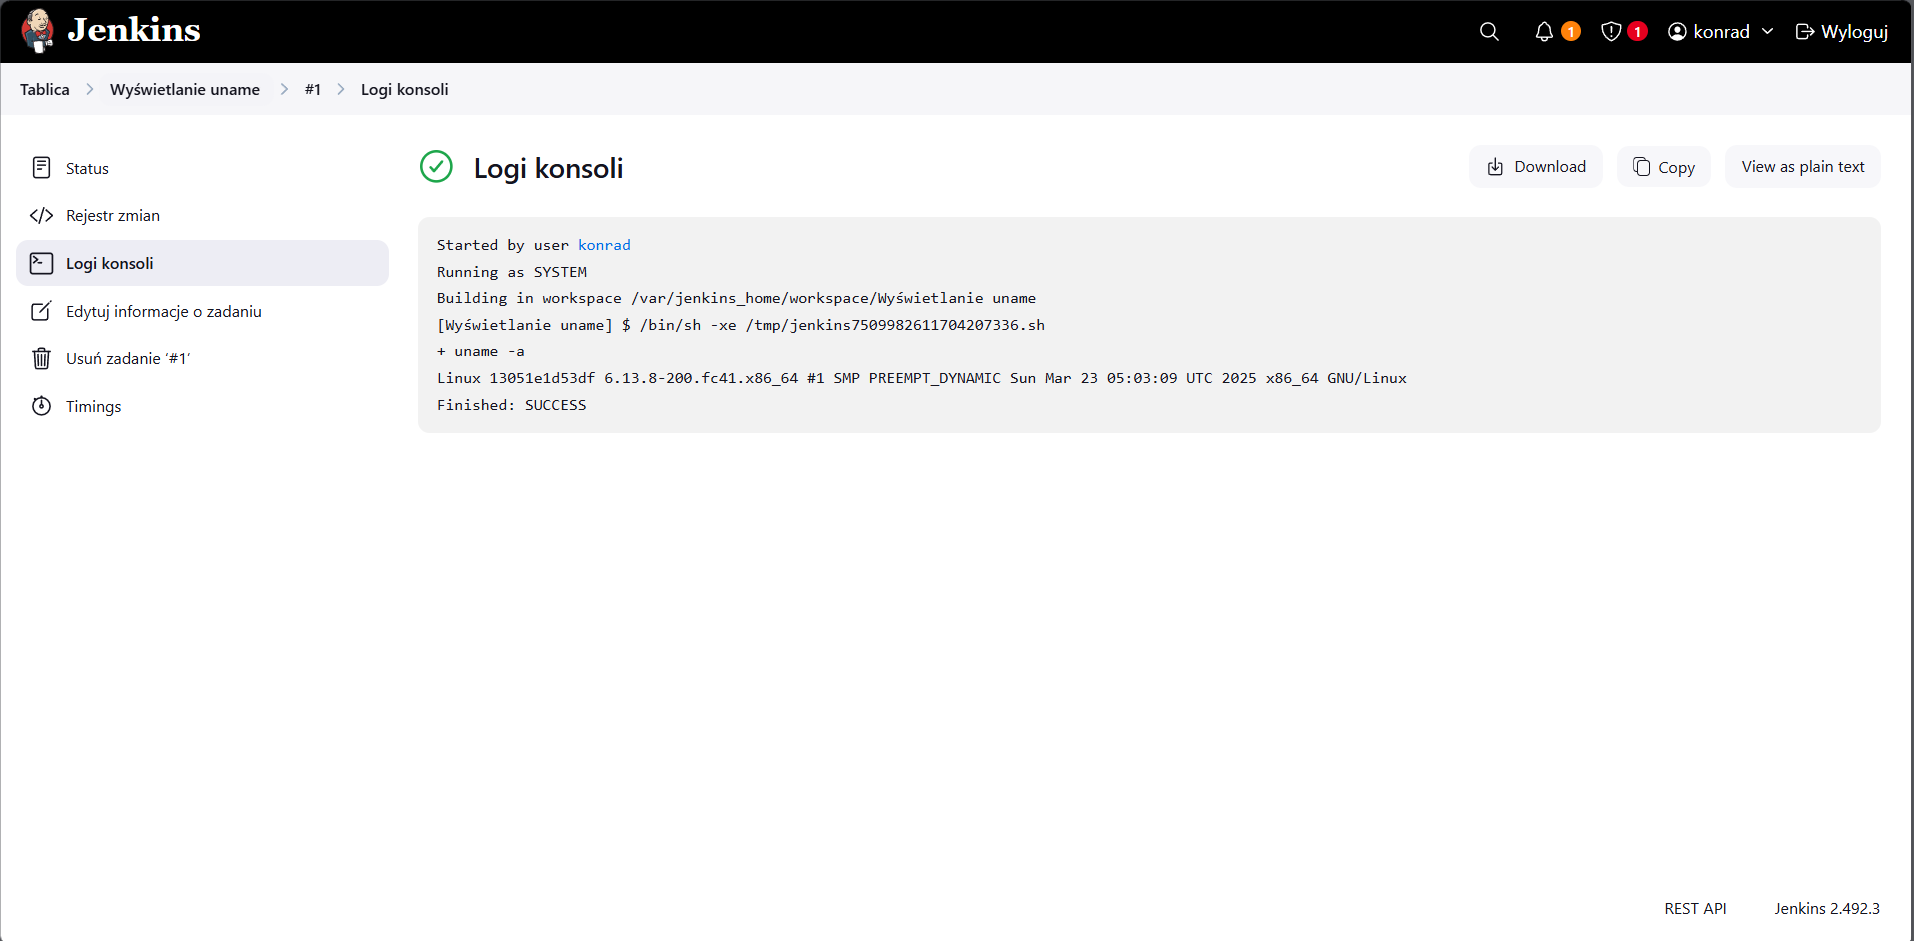 Jenkins
1
1
konrad
Wyloguj
Tablica
Wyświetlanie uname
#1
Logi konsoli
Status
Rejestr zmian
Logi konsoli
Edytuj informacje o zadaniu
Usuń zadanie ‘#1’
Timings
Logi konsoli
Download
Copy
View as plain text
Started by user konrad
Running as SYSTEM
Building in workspace /var/jenkins_home/workspace/Wyświetlanie uname
[Wyświetlanie uname] $ /bin/sh -xe /tmp/jenkins7509982611704207336.sh
+ uname -a
Linux 13051e1d53df 6.13.8-200.fc41.x86_64 #1 SMP PREEMPT_DYNAMIC Sun Mar 23 05:03:09 UTC 2025 x86_64 GNU/Linux
Finished: SUCCESS
REST API
Jenkins 2.492.3